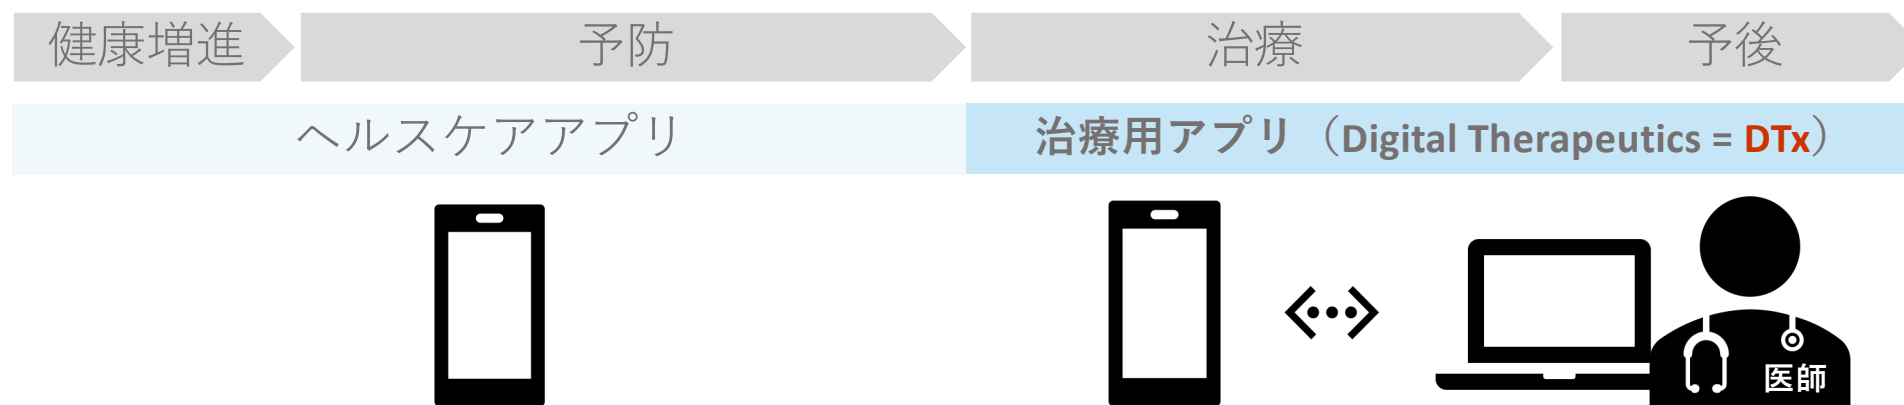 健康増進 予防 治療 予後
ヘルスケアアプリ 治療用アプリ（Digital Therapeutics = DTx）
医師